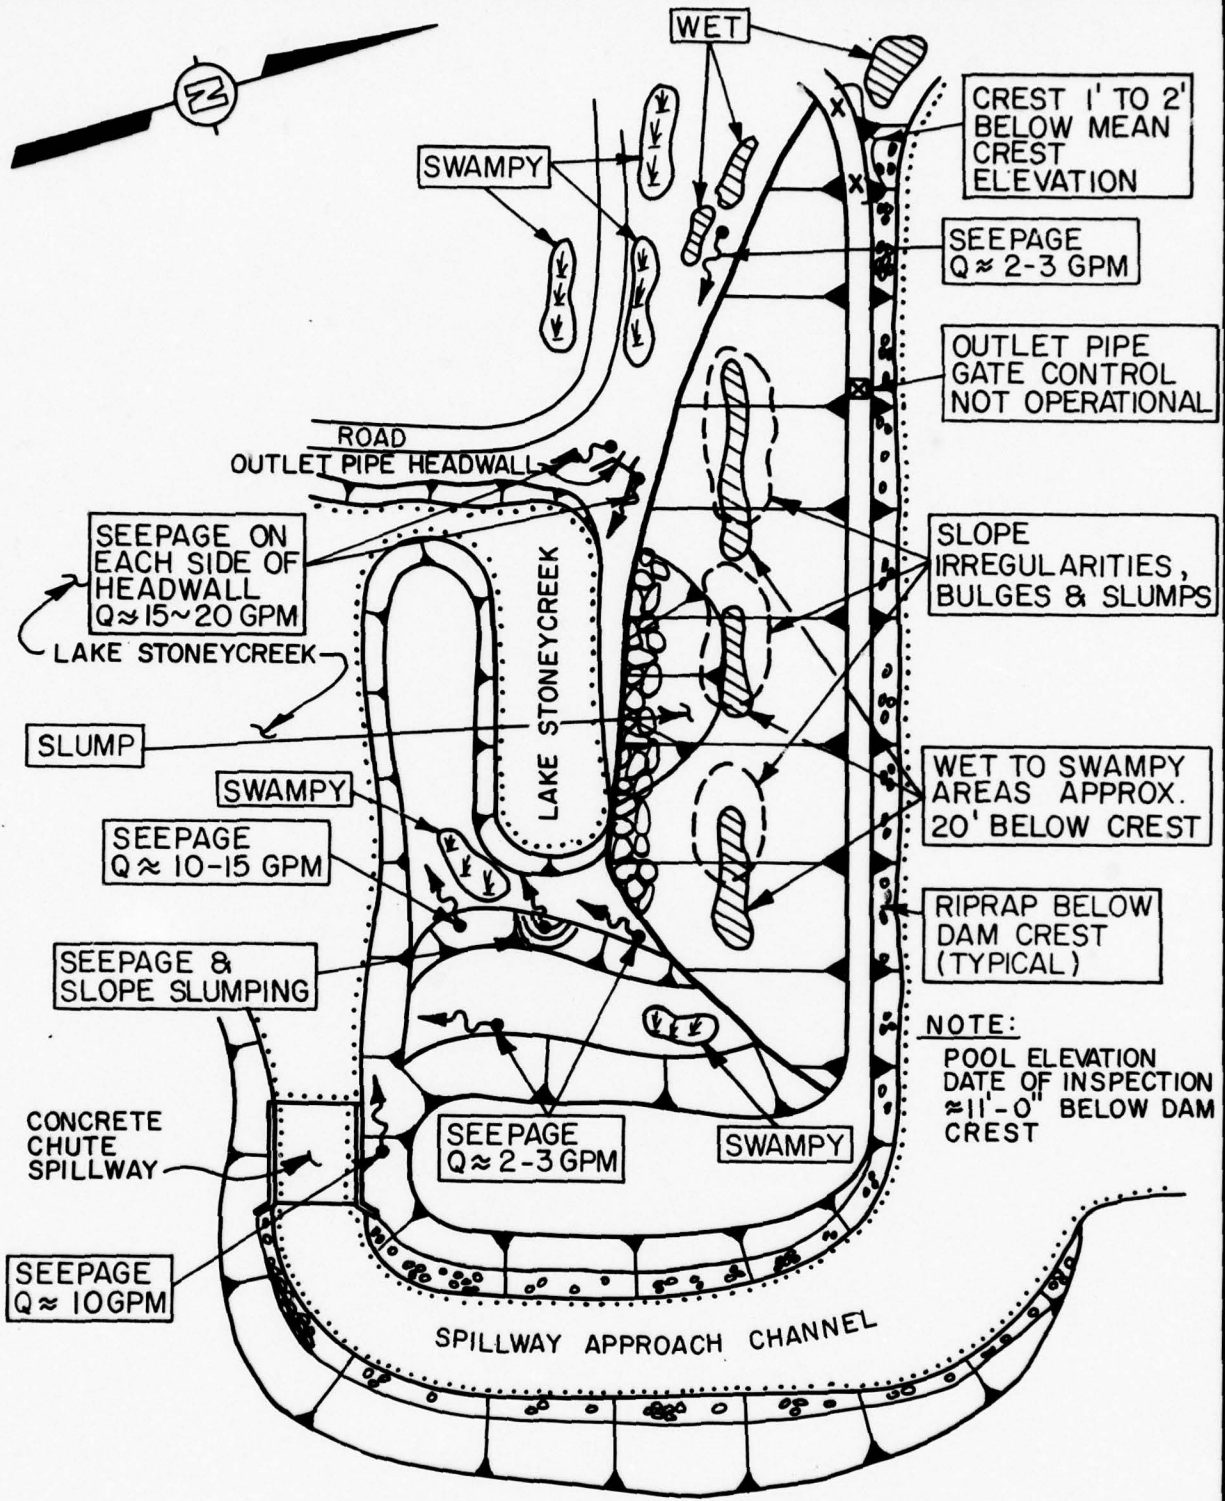 WET
N
CREST 1' TO 2'
BELOW MEAN
CREST
ELEVATION
SWAMPY
SEEPAGE
Q ≈ 2-3 GPM
OUTLET PIPE
GATE CONTROL
NOT OPERATIONAL
ROAD
OUTLET PIPE HEADWALL
SEEPAGE ON
EACH SIDE OF
HEADWALL
Q≈15~20 GPM
SLOPE
IRREGULARITIES,
BULGES & SLUMPS
LAKE STONEYCREEK
LAKE STONEYCREEK
SLUMP
SWAMPY
WET TO SWAMPY
AREAS APPROX.
20' BELOW CREST
SEEPAGE
Q ≈ 10-15 GPM
RIPRAP BELOW
DAM CREST
(TYPICAL)
SEEPAGE &
SLOPE SLUMPING
NOTE:
POOL ELEVATION
DATE OF INSPECTION
≈11'-0" BELOW DAM
CREST
CONCRETE
CHUTE
SPILLWAY
SEEPAGE
Q ≈ 2-3 GPM
SWAMPY
SEEPAGE
Q ≈ 10GPM
SPILLWAY APPROACH CHANNEL